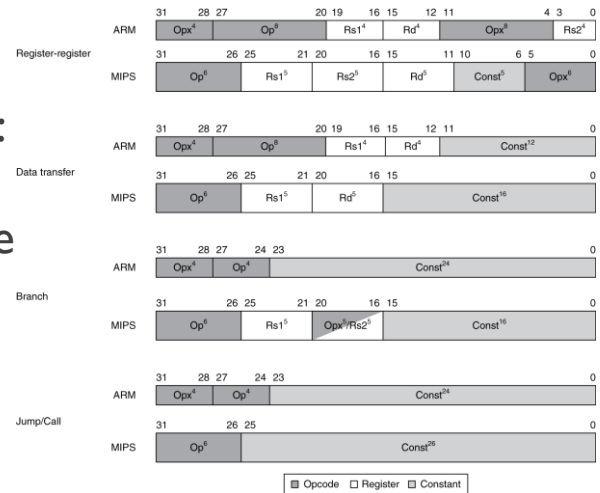 31 28 27 20 19 16 15 12 11 4 3 0
ARM Opx⁴ Op⁸ Rs1⁴ Rd⁴ Opx⁸ Rs2⁴
Register-register
31 26 25 21 20 16 15 11 10 6 5 0
MIPS Op⁶ Rs1⁵ Rs2⁵ Rd⁵ Const⁵ Opx⁶
:
31 28 27 20 19 16 15 12 11 0
ARM Opx⁴ Op⁸ Rs1⁴ Rd⁴ Const¹²
Data transfer
31 26 25 21 20 16 15 0
MIPS Op⁶ Rs1⁵ Rd⁵ Const¹⁶
e
31 28 27 24 23 0
ARM Opx⁴ Op⁴ Const²⁴
Branch
31 26 25 21 20 16 15 0
MIPS Op⁶ Rs1⁵ Opx⁵/Rs2⁵ Const¹⁶
31 28 27 24 23 0
ARM Opx⁴ Op⁴ Const²⁴
Jump/Call
31 26 25 0
MIPS Op⁶ Const²⁶
Opcode Register Constant